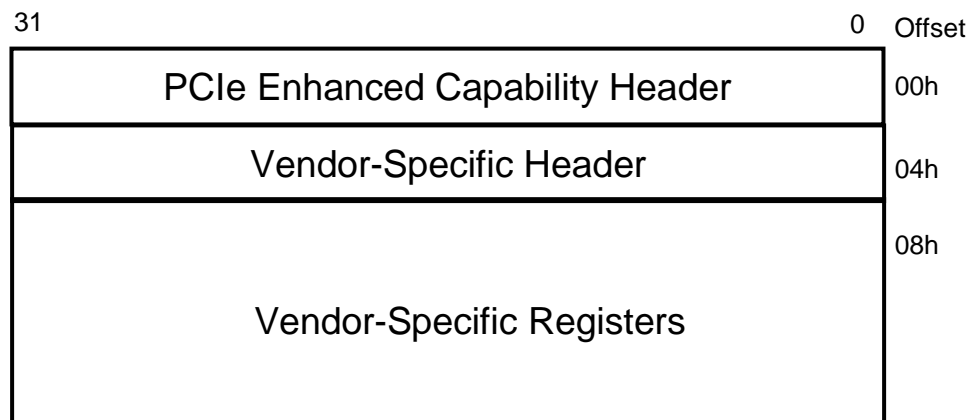 31 0 Offset
PCIe Enhanced Capability Header 00h
Vendor-Specific Header 04h
08h
Vendor-Specific Registers